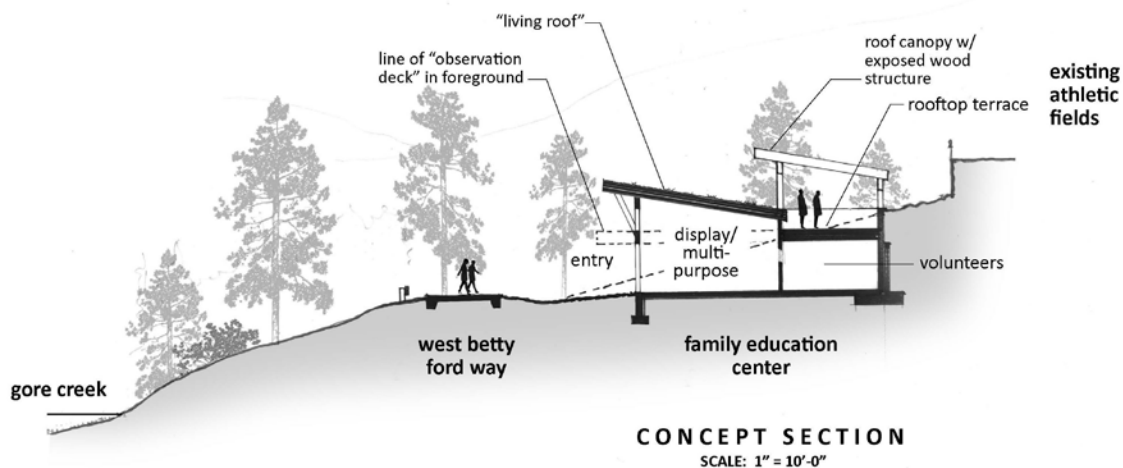 “living roof”
line of “observation
deck” in foreground
roof canopy w/
exposed wood
structure
rooftop terrace
existing
athletic
fields
entry
display/
multi-
purpose
volunteers
west betty
ford way
family education
center
gore creek
CONCEPT SECTION
SCALE: 1” = 10’-0”